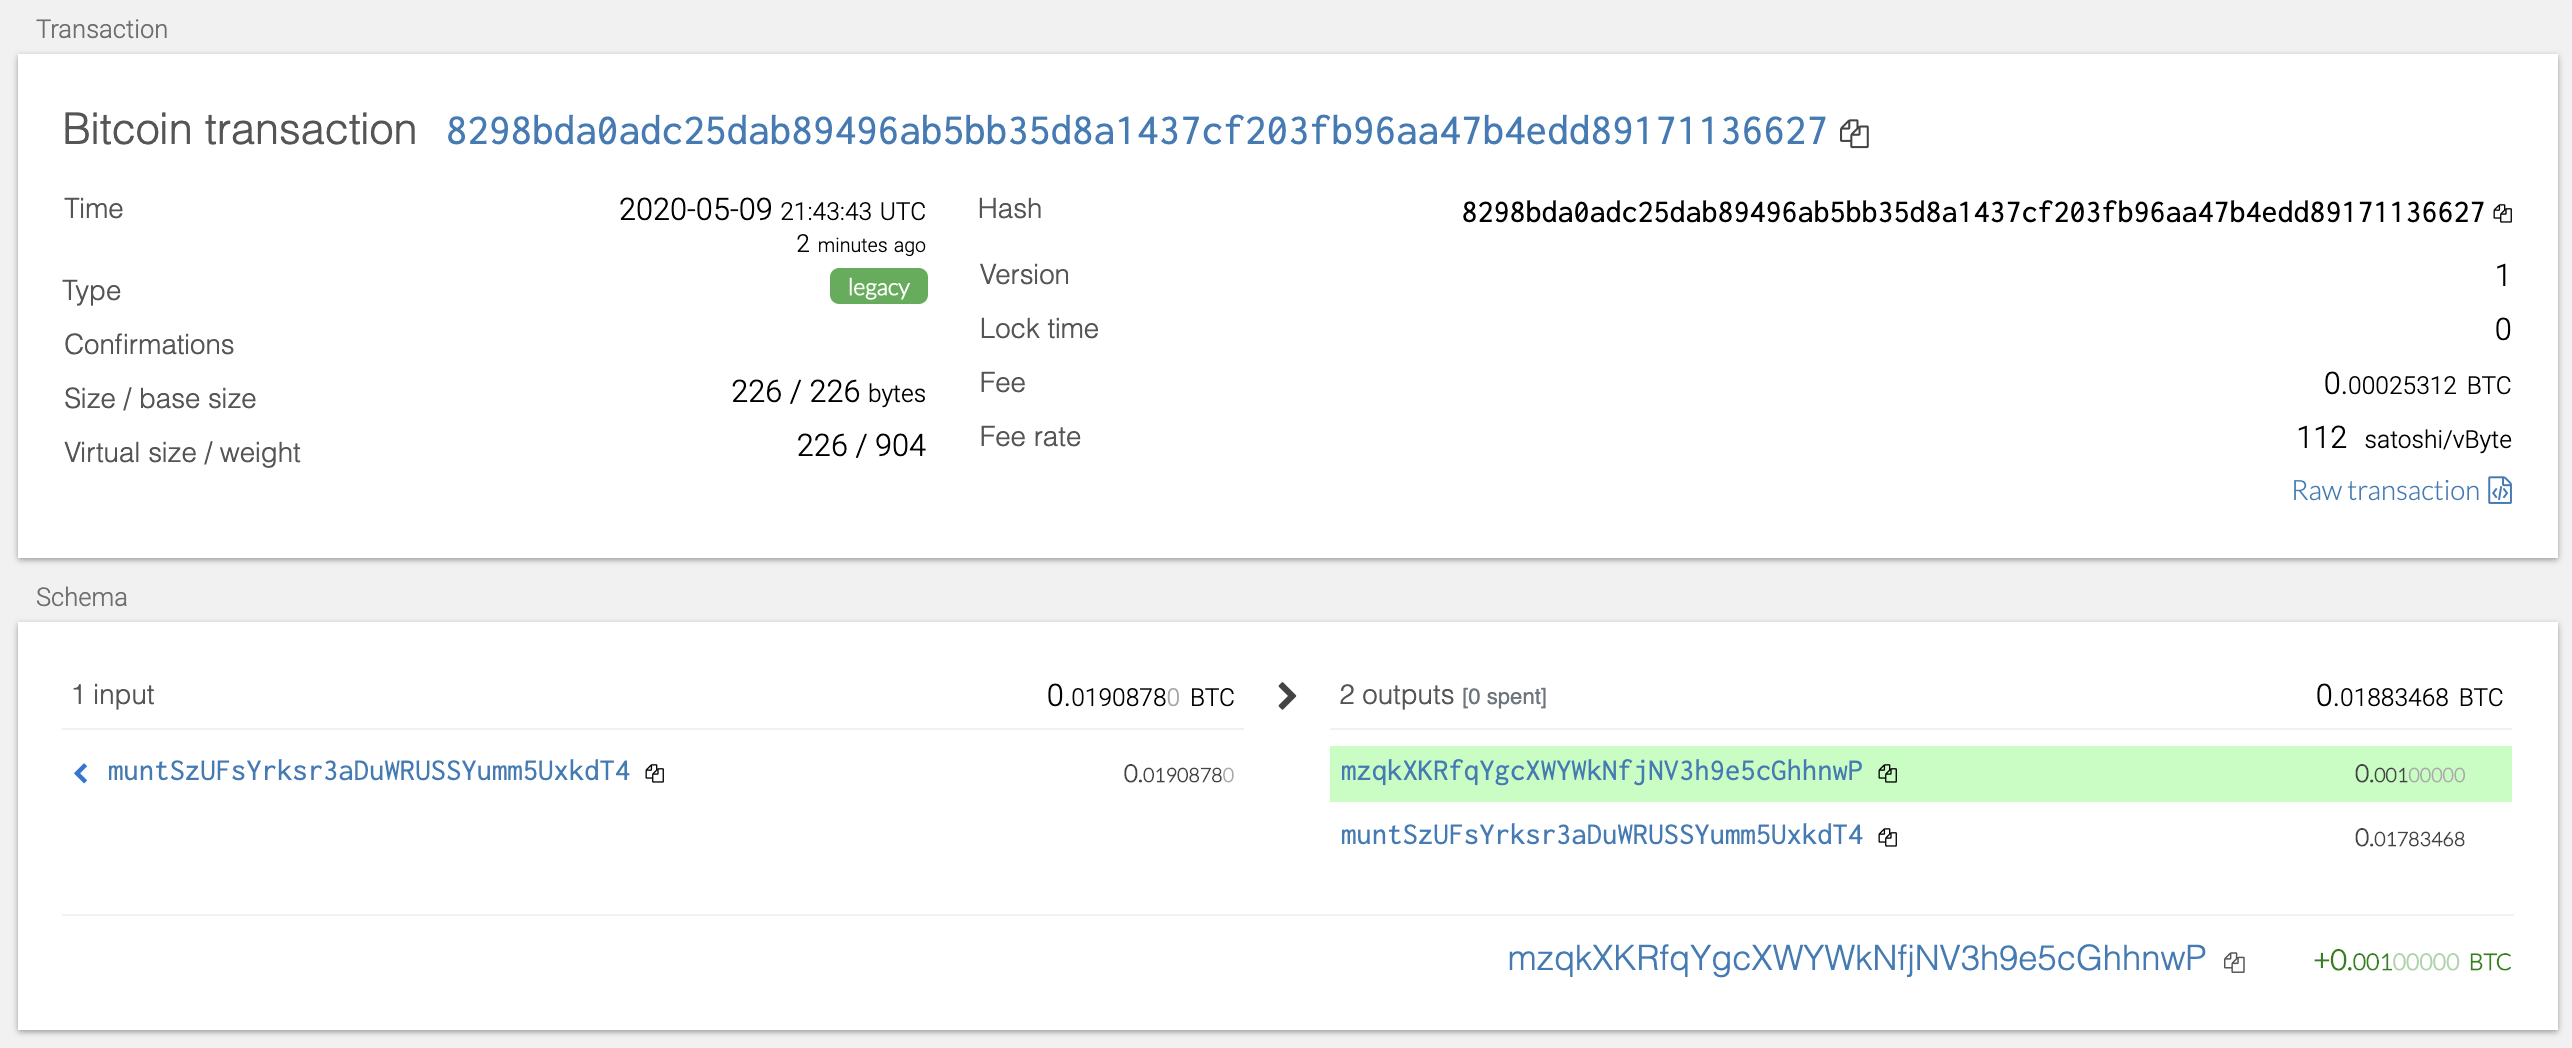 Transaction
Bitcoin transaction 8298bda0adc25dab89496ab5bb35d8a1437cf203fb96aa47b4edd89171136627
Time 2020-05-09 21:43:43 UTC
2 minutes ago
Type legacy
Confirmations
Size / base size 226 / 226 bytes
Virtual size / weight 226 / 904
Hash 8298bda0adc25dab89496ab5bb35d8a1437cf203fb96aa47b4edd89171136627
Version 1
Lock time 0
Fee 0.00025312 BTC
Fee rate 112 satoshi/vByte
Raw transaction
Schema
1 input 0.01908780 BTC
muntSzUFsYrksr3aDuWRUSSYumm5UxkdT4 0.01908780
2 outputs [0 spent] 0.01883468 BTC
mzqkXKRfqYgcXWYWkNfjNV3h9e5cGhhnwP 0.00100000
muntSzUFsYrksr3aDuWRUSSYumm5UxkdT4 0.01783468
mzqkXKRfqYgcXWYWkNfjNV3h9e5cGhhnwP +0.00100000 BTC